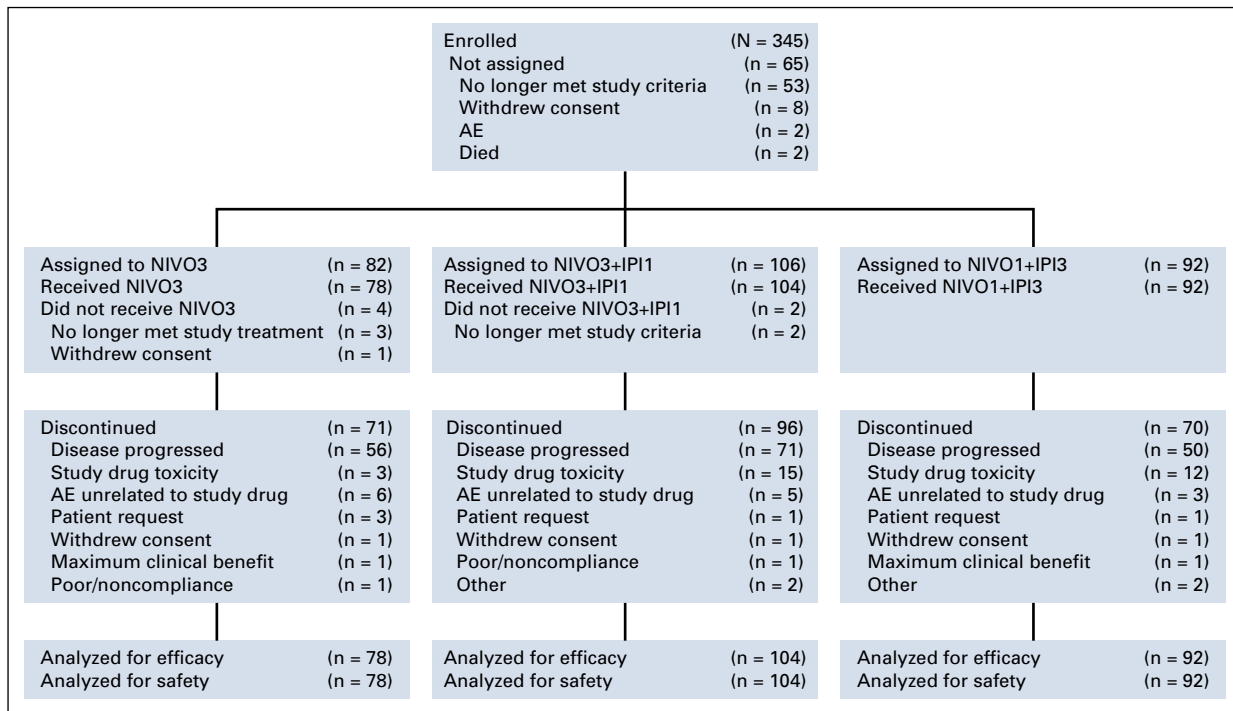 Enrolled (N = 345)
Not assigned (n = 65)
No longer met study criteria (n = 53)
Withdrew consent (n = 8)
AE (n = 2)
Died (n = 2)
Assigned to NIVO3 (n = 82)
Received NIVO3 (n = 78)
Did not receive NIVO3 (n = 4)
No longer met study treatment (n = 3)
Withdrew consent (n = 1)
Assigned to NIVO3+IPI1 (n = 106)
Received NIVO3+IPI1 (n = 104)
Did not receive NIVO3+IPI1 (n = 2)
No longer met study criteria (n = 2)
Assigned to NIVO1+IPI3 (n = 92)
Received NIVO1+IPI3 (n = 92)
Discontinued (n = 71)
Disease progressed (n = 56)
Study drug toxicity (n = 3)
AE unrelated to study drug (n = 6)
Patient request (n = 3)
Withdrew consent (n = 1)
Maximum clinical benefit (n = 1)
Poor/noncompliance (n = 1)
Discontinued (n = 96)
Disease progressed (n = 71)
Study drug toxicity (n = 15)
AE unrelated to study drug (n = 5)
Patient request (n = 1)
Withdrew consent (n = 1)
Poor/noncompliance (n = 1)
Other (n = 2)
Discontinued (n = 70)
Disease progressed (n = 50)
Study drug toxicity (n = 12)
AE unrelated to study drug (n = 3)
Patient request (n = 1)
Withdrew consent (n = 1)
Maximum clinical benefit (n = 1)
Other (n = 2)
Analyzed for efficacy (n = 78)
Analyzed for safety (n = 78)
Analyzed for efficacy (n = 104)
Analyzed for safety (n = 104)
Analyzed for efficacy (n = 92)
Analyzed for safety (n = 92)